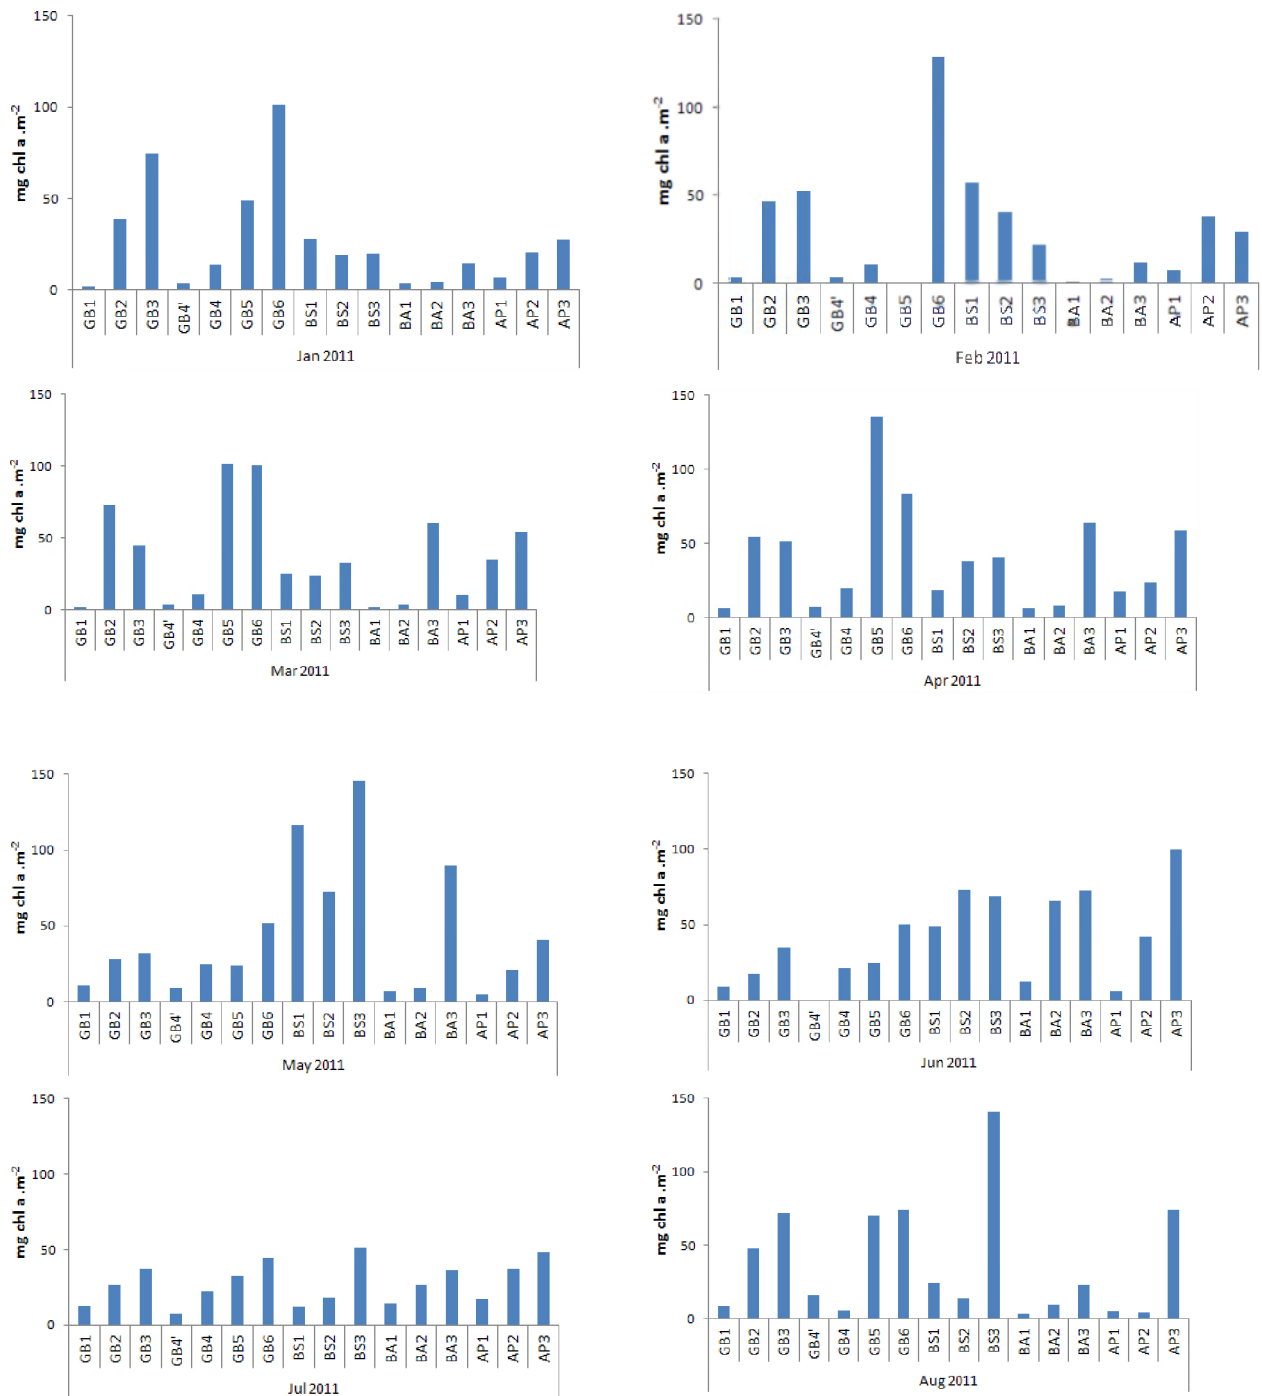 150
100
50
0
mg chl a .m-2
GB1 GB2 GB3 GB4' GB4 GB5 GB6 BS1 BS2 BS3 BA1 BA2 BA3 AP1 AP2 AP3
Jan 2011
150
100
50
0
mg chl a .m-2
GB1 GB2 GB3 GB4' GB4 GB5 GB6 BS1 BS2 BS3 BA1 BA2 BA3 AP1 AP2 AP3
Feb 2011
150
100
50
0
mg chl a .m-2
GB1 GB2 GB3 GB4' GB4 GB5 GB6 BS1 BS2 BS3 BA1 BA2 BA3 AP1 AP2 AP3
Mar 2011
150
100
50
0
mg chl a .m-2
GB1 GB2 GB3 GB4' GB4 GB5 GB6 BS1 BS2 BS3 BA1 BA2 BA3 AP1 AP2 AP3
Apr 2011
150
100
50
0
mg chl a .m-2
GB1 GB2 GB3 GB4' GB4 GB5 GB6 BS1 BS2 BS3 BA1 BA2 BA3 AP1 AP2 AP3
May 2011
150
100
50
0
mg chl a .m-2
GB1 GB2 GB3 GB4' GB4 GB5 GB6 BS1 BS2 BS3 BA1 BA2 BA3 AP1 AP2 AP3
Jun 2011
150
100
50
0
mg chl a .m-2
GB1 GB2 GB3 GB4' GB4 GB5 GB6 BS1 BS2 BS3 BA1 BA2 BA3 AP1 AP2 AP3
Jul 2011
150
100
50
0
mg chl a .m-2
GB1 GB2 GB3 GB4' GB4 GB5 GB6 BS1 BS2 BS3 BA1 BA2 BA3 AP1 AP2 AP3
Aug 2011